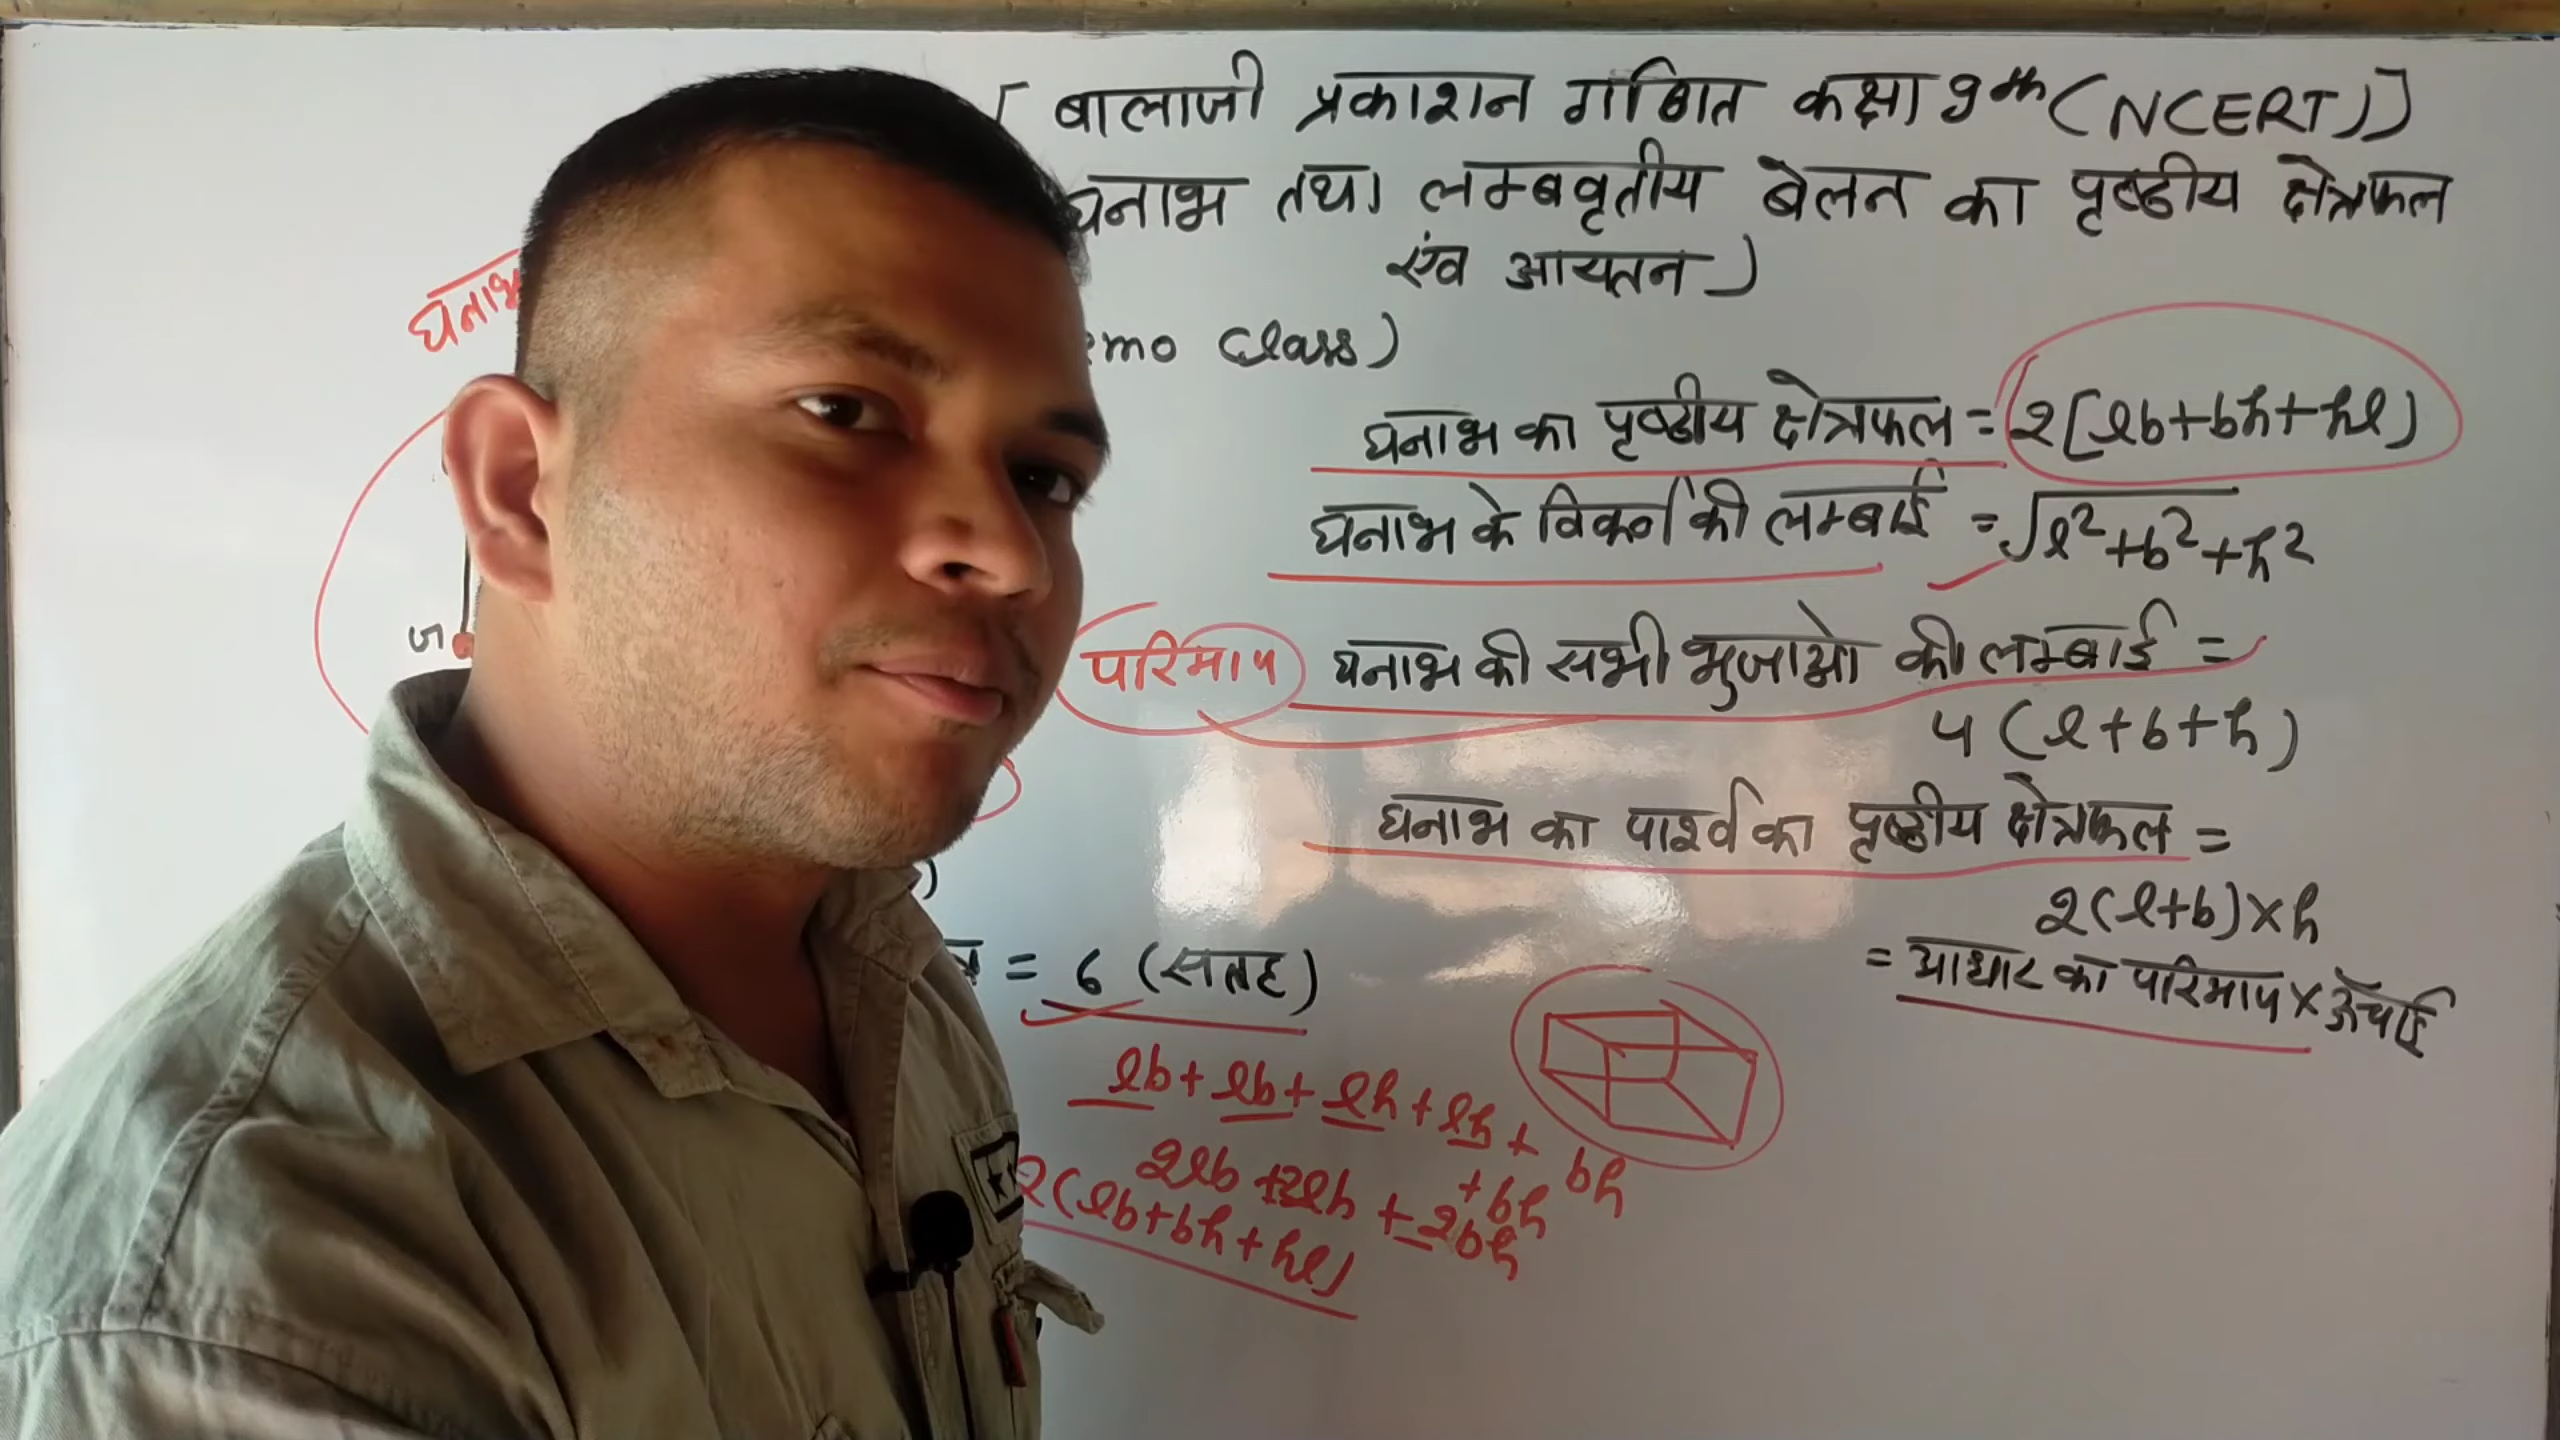 [ बालाजी प्रकाशन गणित कक्षा 9th (NCERT)]
घनाभ तथा लम्बवृतीय बेलन का पृष्ठीय क्षेत्रफल
एंव आयतन)
emo Class)
घनाभ
घनाभ का पृष्ठीय क्षेत्रफल = 2[lb+bh+hl)
घनाभ के विकर्ण की लम्बाई = √l²+b²+h²
ज
परिमाप घनाभ की सभी भुजाओ की लम्बाई =
4 (l+b+h)
घनाभ का पार्श्व का पृष्ठीय क्षेत्रफल =
2(l+b)×h
= आधार का परिमाप × ऊँचाई
= 6 (सतह)
lb + lb + lh + lh +
bh
+ bh
2lb + 2lh + 2bh
2(lb+bh+hl)